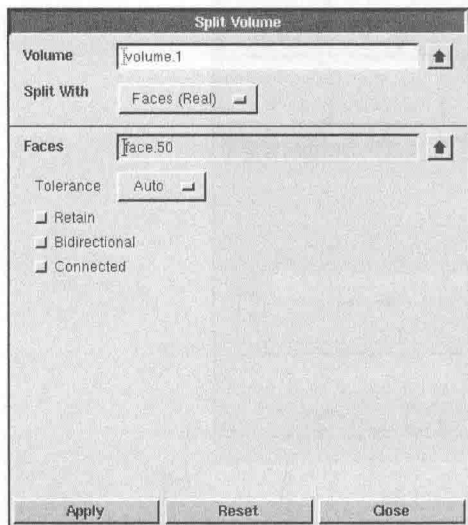 Split Volume
Volume volume.1
Split With Faces (Real)
Faces face.50
Tolerance Auto
Retain
Bidirectional
Connected
Apply Reset Close